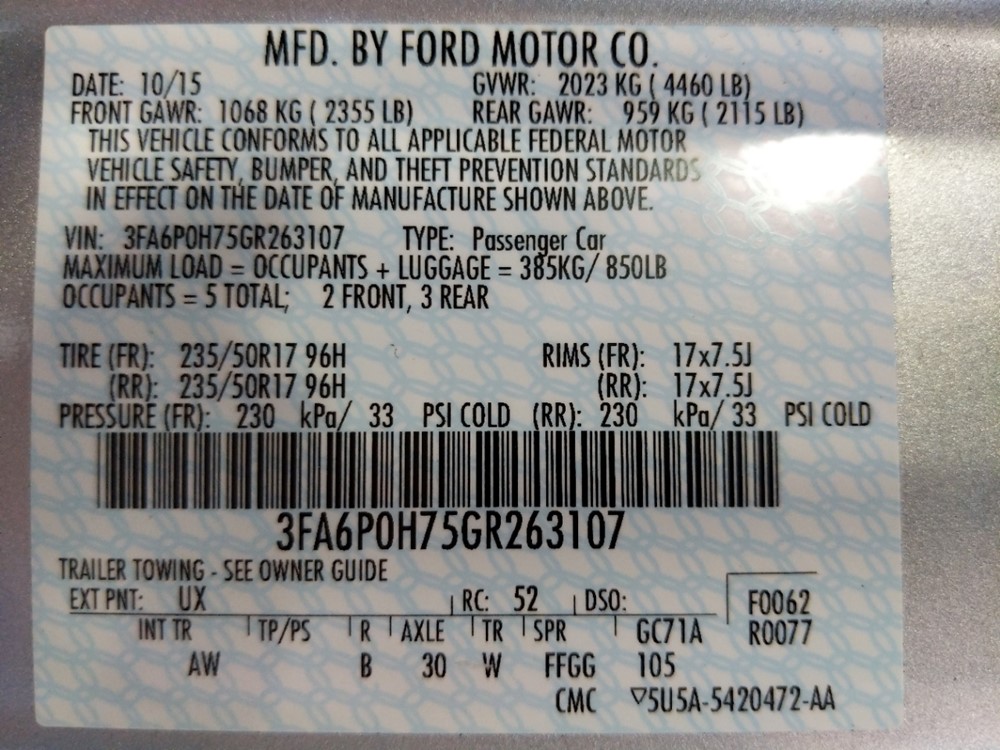 MFD. BY FORD MOTOR CO.
DATE: 10/15 GVWR: 2023 KG ( 4460 LB)
FRONT GAWR: 1068 KG ( 2355 LB) REAR GAWR: 959 KG ( 2115 LB)
THIS VEHICLE CONFORMS TO ALL APPLICABLE FEDERAL MOTOR
VEHICLE SAFETY, BUMPER, AND THEFT PREVENTION STANDARDS
IN EFFECT ON THE DATE OF MANUFACTURE SHOWN ABOVE.
VIN: 3FA6P0H75GR263107 TYPE: Passenger Car
MAXIMUM LOAD = OCCUPANTS + LUGGAGE = 385KG/ 850LB
OCCUPANTS = 5 TOTAL; 2 FRONT, 3 REAR
TIRE (FR): 235/50R17 96H RIMS (FR): 17x7.5J
(RR): 235/50R17 96H (RR): 17x7.5J
PRESSURE (FR): 230 kPa/ 33 PSI COLD (RR): 230 kPa/ 33 PSI COLD
3FA6P0H75GR263107
TRAILER TOWING - SEE OWNER GUIDE
EXT PNT: UX RC: 52 DSO: F0062
INT TR TP/PS R AXLE TR SPR GC71A R0077
AW B 30 W FFGG 105
CMC ▽5U5A-5420472-AA